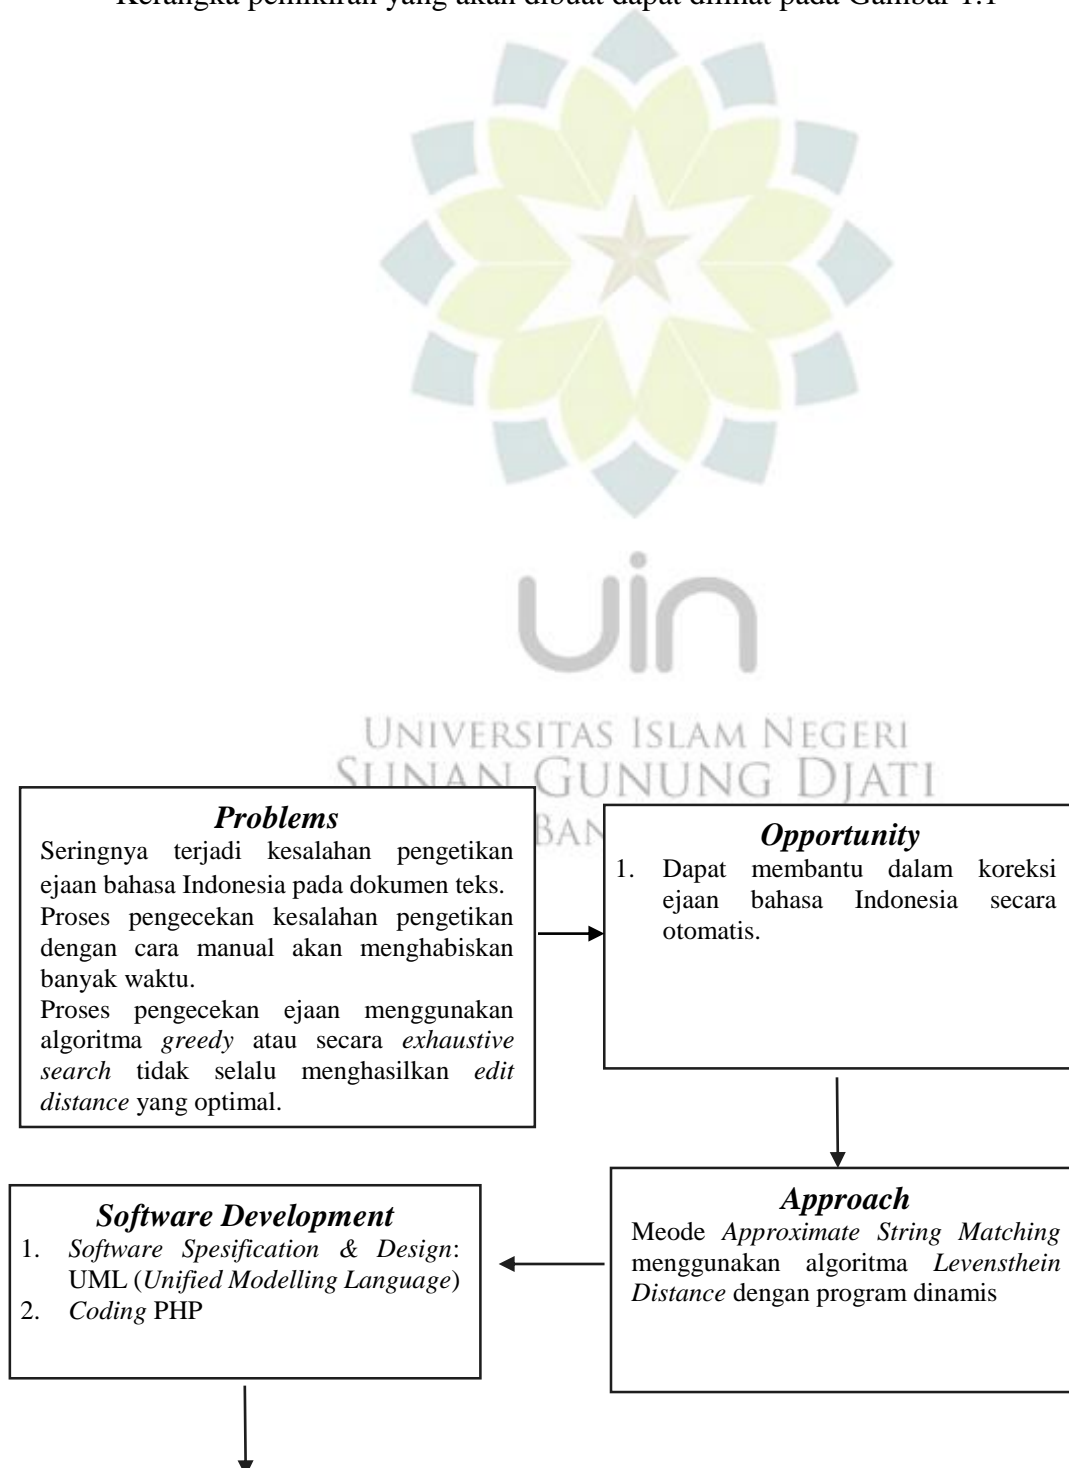 Kerangka pemikiran yang akan dibuat dapat dilihat pada Gambar 1.1
uin
UNIVERSITAS ISLAM NEGERI
SUNAN GUNUNG DJATI
BAN
Problems
Seringnya terjadi kesalahan pengetikan
ejaan bahasa Indonesia pada dokumen teks.
Proses pengecekan kesalahan pengetikan
dengan cara manual akan menghabiskan
banyak waktu.
Proses pengecekan ejaan menggunakan
algoritma greedy atau secara exhaustive
search tidak selalu menghasilkan edit
distance yang optimal.
Opportunity
1. Dapat membantu dalam koreksi
ejaan bahasa Indonesia secara
otomatis.
Approach
Meode Approximate String Matching
menggunakan algoritma Levensthein
Distance dengan program dinamis
Software Development
1. Software Spesification & Design:
UML (Unified Modelling Language)
2. Coding PHP